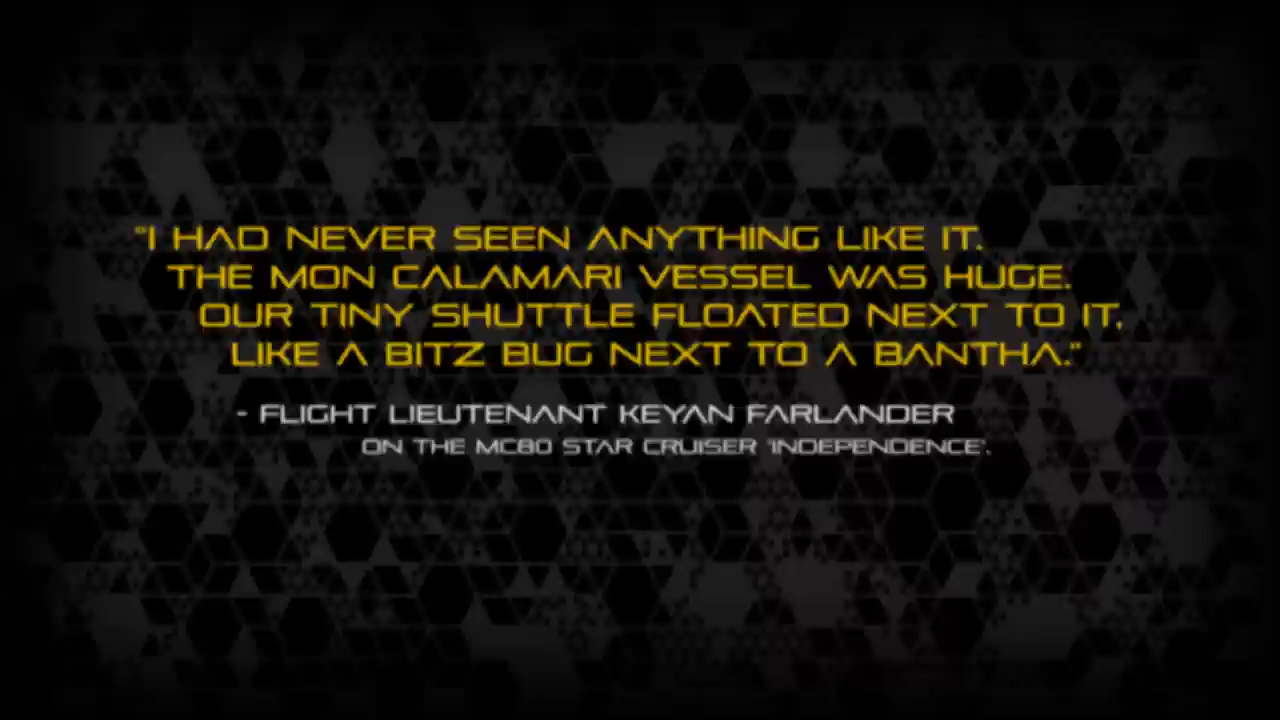 "I HAD NEVER SEEN ANYTHING LIKE IT.
THE MON CALAMARI VESSEL WAS HUGE.
OUR TINY SHUTTLE FLOATED NEXT TO IT,
LIKE A BITZ BUG NEXT TO A BANTHA."
- FLIGHT LIEUTENANT KEYAN FARLANDER
ON THE MC80 STAR CRUISER 'INDEPENDENCE'.